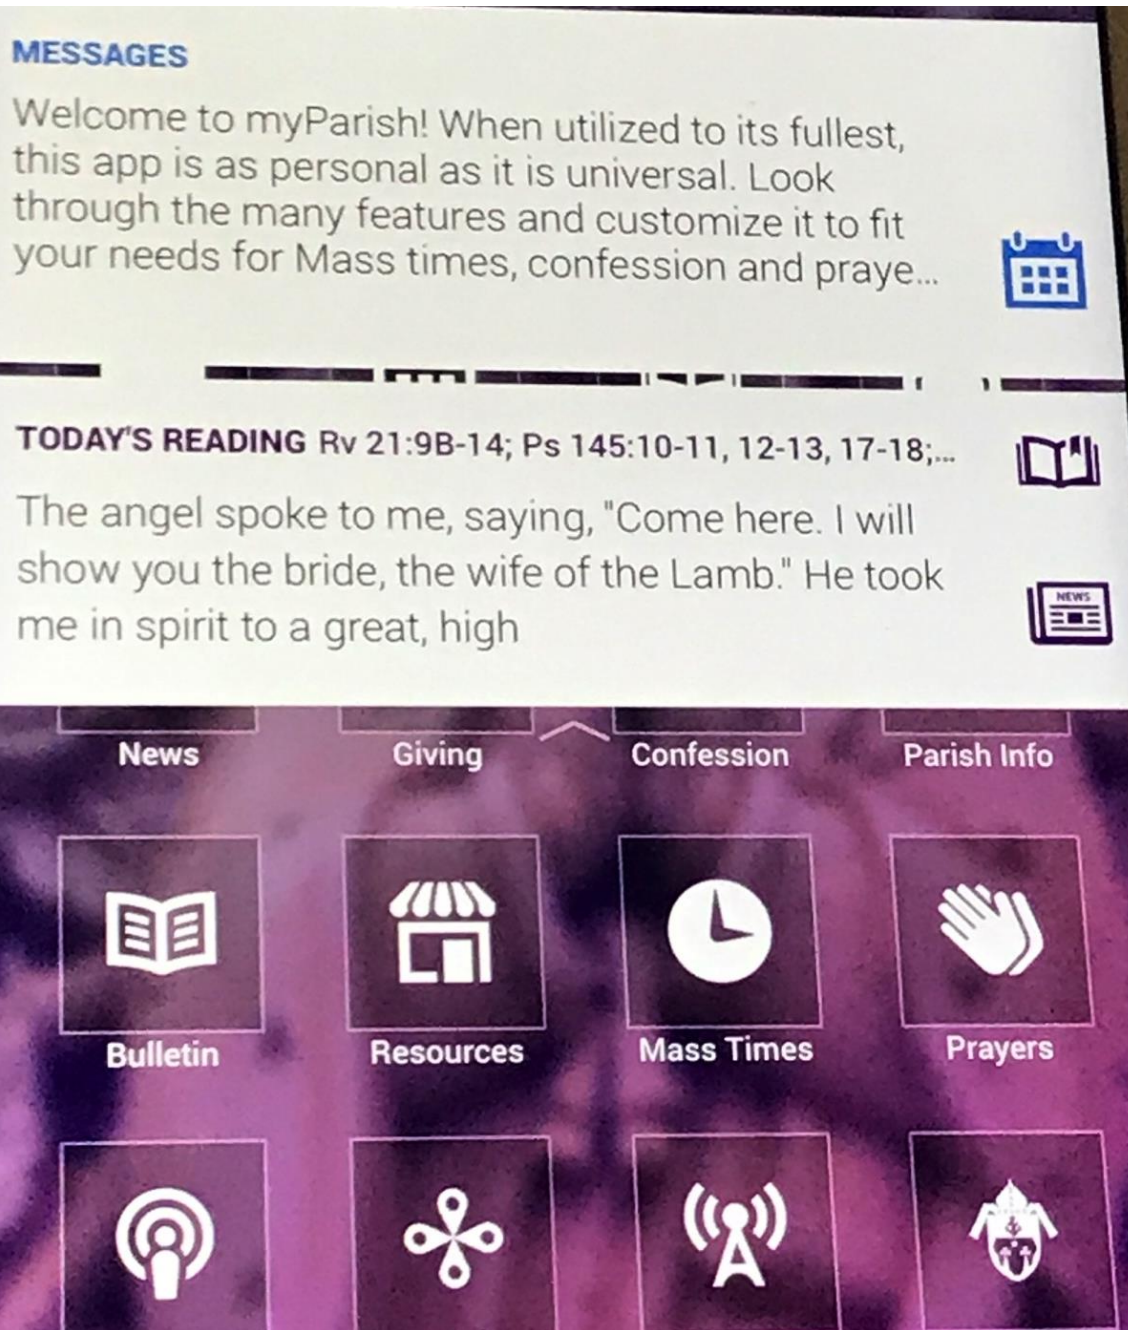 MESSAGES
Welcome to myParish! When utilized to its fullest,
this app is as personal as it is universal. Look
through the many features and customize it to fit
your needs for Mass times, confession and praye...
TODAY'S READING Rv 21:9B-14; Ps 145:10-11, 12-13, 17-18;...
The angel spoke to me, saying, "Come here. I will
show you the bride, the wife of the Lamb." He took
me in spirit to a great, high
NEWS
News Giving Confession Parish Info
Bulletin Resources Mass Times Prayers